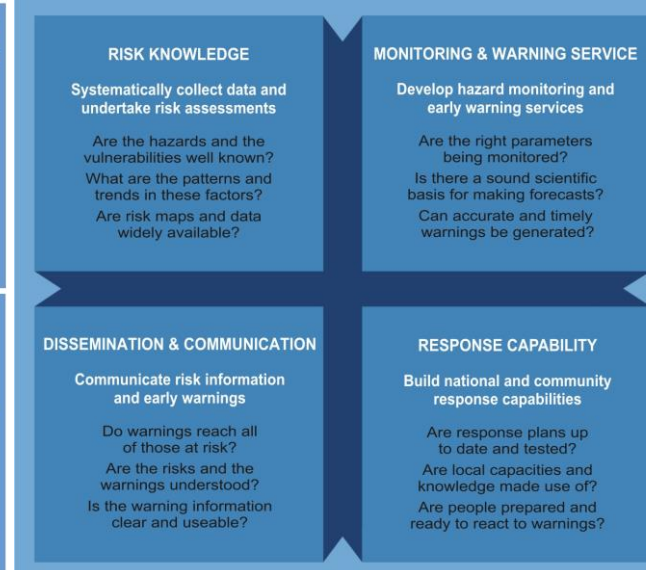 RISK KNOWLEDGE
Systematically collect data and
undertake risk assessments
Are the hazards and the
vulnerabilities well known?
What are the patterns and
trends in these factors?
Are risk maps and data
widely available?
MONITORING & WARNING SERVICE
Develop hazard monitoring and
early warning services
Are the right parameters
being monitored?
Is there a sound scientific
basis for making forecasts?
Can accurate and timely
warnings be generated?
DISSEMINATION & COMMUNICATION
Communicate risk information
and early warnings
Do warnings reach all
of those at risk?
Are the risks and the
warnings understood?
Is the warning information
clear and useable?
RESPONSE CAPABILITY
Build national and community
response capabilities
Are response plans up
to date and tested?
Are local capacities and
knowledge made use of?
Are people prepared and
ready to react to warnings?